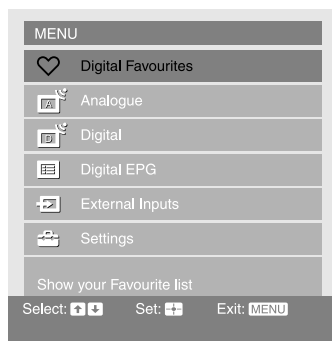 MENU
Digital Favourites
A Analogue
D Digital
Digital EPG
External Inputs
Settings
Show your Favourite list
Select: Set: Exit: MENU